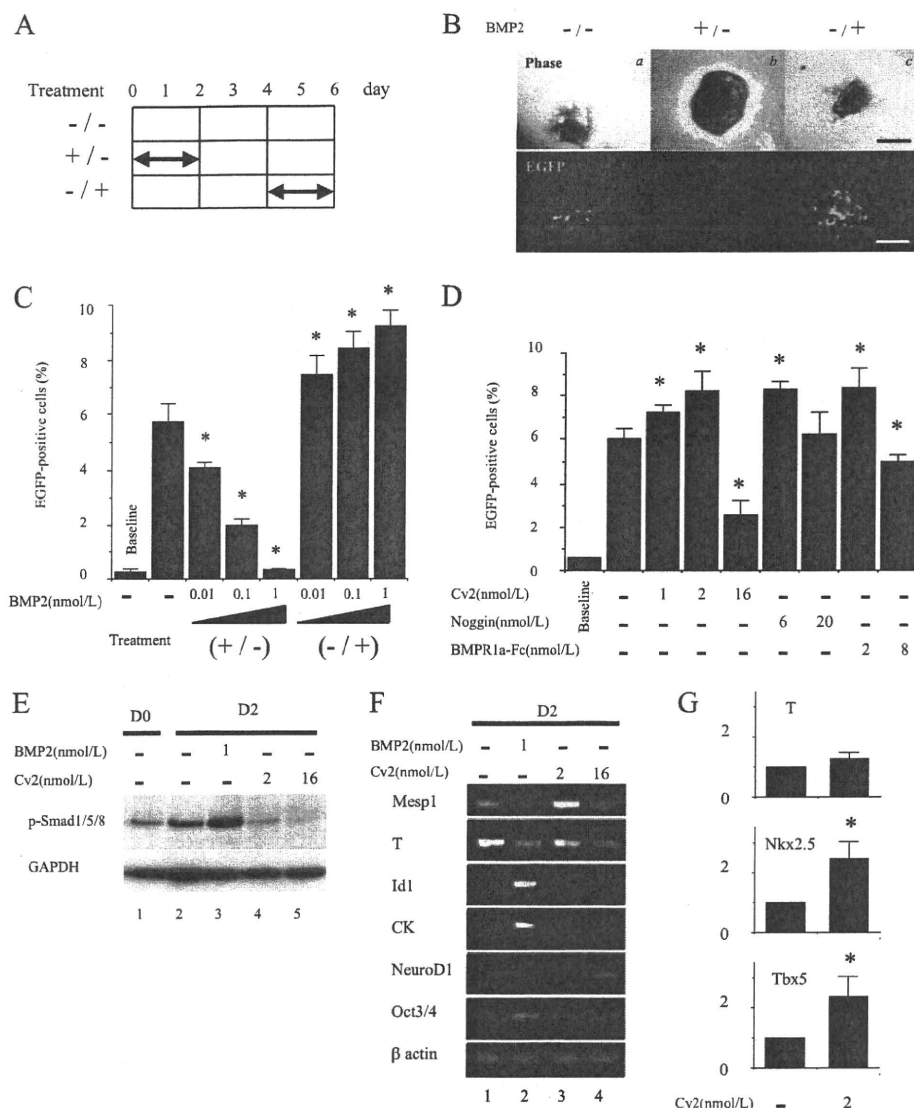 A
Treatment 0 1 2 3 4 5 6 day
- / -
+ / -
- / +
B
BMP2 - / - + / - - / +
Phase a b c
EGFP
C
EGFP-positive cells (%)
10
8
6
4
2
0
* * * * * *
Baseline
BMP2(nmol/L) - - 0.01 0.1 1 0.01 0.1 1
Treatment (+ / -) (- / +)
D
EGFP-positive cells (%)
10
8
6
4
2
0
* * * * * *
Baseline
Cv2(nmol/L) - 1 2 16 - - - -
Noggin(nmol/L) - - - - 6 20 - -
BMPR1a-Fc(nmol/L) - - - - - - 2 8
E
D0 D2
BMP2(nmol/L) - - 1 - -
Cv2(nmol/L) - - - 2 16
p-Smad1/5/8
GAPDH
1 2 3 4 5
F
D2
BMP2(nmol/L) - 1 - -
Cv2(nmol/L) - - 2 16
Mesp1
T
Id1
CK
NeuroD1
Oct3/4
β actin
1 2 3 4
G
T
2
0
Nkx2.5
*
2
0
Tbx5
*
2
0
Cv2(nmol/L) - 2